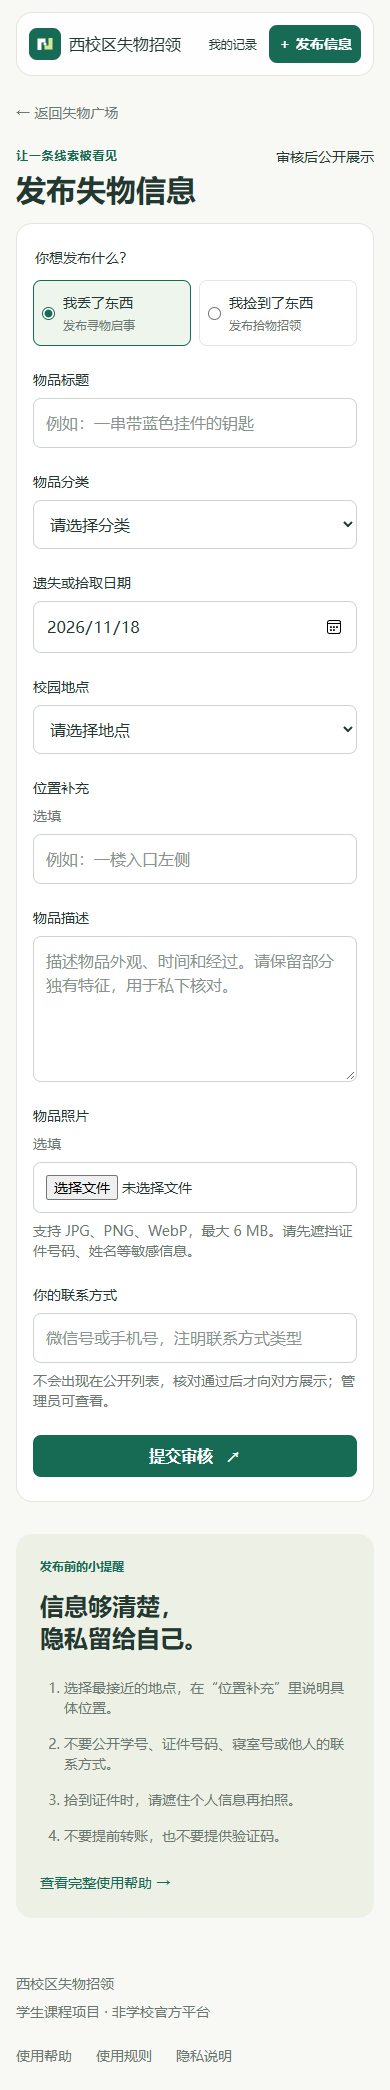 西校区失物招领
我的记录
+ 发布信息
← 返回失物广场
让一条线索被看见
审核后公开展示
发布失物信息
你想发布什么？
我丢了东西
发布寻物启事
我捡到了东西
发布拾物招领
物品标题
例如：一串带蓝色挂件的钥匙
物品分类
请选择分类
遗失或拾取日期
2026/11/18
校园地点
请选择地点
位置补充
选填
例如：一楼入口左侧
物品描述
描述物品外观、时间和经过。请保留部分
独有特征，用于私下核对。
物品照片
选填
选择文件 未选择文件
支持 JPG、PNG、WebP，最大 6 MB。请先遮挡证
件号码、姓名等敏感信息。
你的联系方式
微信号或手机号，注明联系方式类型
不会出现在公开列表，核对通过后才向对方展示；管
理员可查看。
提交审核 ↗
发布前的小提醒
信息够清楚，
隐私留给自己。
1. 选择最接近的地点，在“位置补充”里说明具
体位置。
2. 不要公开学号、证件号码、寝室号或他人的联
系方式。
3. 拾到证件时，请遮住个人信息再拍照。
4. 不要提前转账，也不要提供验证码。
查看完整使用帮助 →
西校区失物招领
学生课程项目 · 非学校官方平台
使用帮助 使用规则 隐私说明